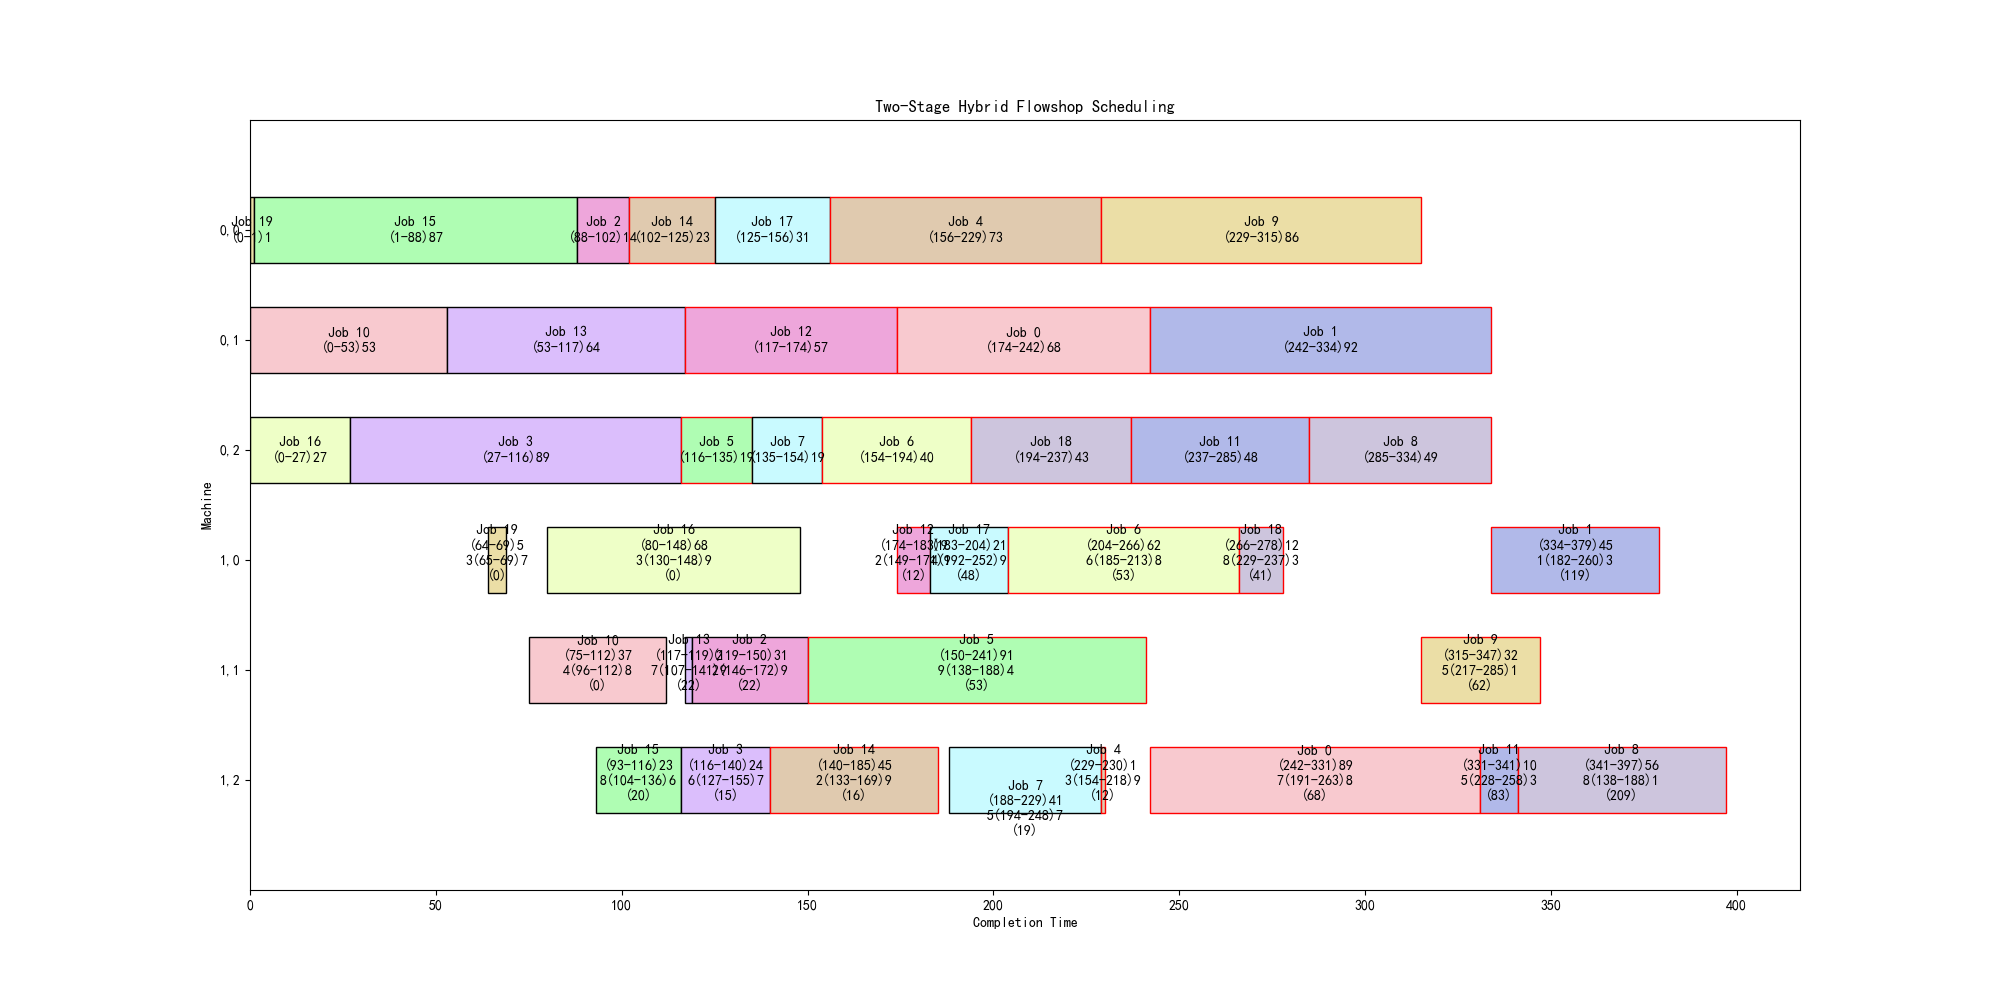 Two-Stage Hybrid Flowshop Scheduling
Machine
0,0
Job 19
(0-1)1
Job 15
(1-88)87
Job 2
(88-102)14
Job 14
(102-125)23
Job 17
(125-156)31
Job 4
(156-229)73
Job 9
(229-315)86
0,1
Job 10
(0-53)53
Job 13
(53-117)64
Job 12
(117-174)57
Job 0
(174-242)68
Job 1
(242-334)92
0,2
Job 16
(0-27)27
Job 3
(27-116)89
Job 5
(116-135)19
Job 7
(135-154)19
Job 6
(154-194)40
Job 18
(194-237)43
Job 11
(237-285)48
Job 8
(285-334)49
1,0
Job 19
(64-69)5
3(65-69)7
(0)
Job 16
(80-148)68
3(130-148)9
(0)
Job 12
(174-183)9
(12)
Job 17
(183-204)21
(48)
Job 6
(204-266)62
6(185-213)8
(53)
Job 18
(266-278)12
8(229-237)3
(41)
Job 1
(334-379)45
1(182-260)3
(119)
1,1
Job 10
(75-112)37
4(96-112)8
(0)
Job 13
(117-119)2
(22)
Job 2
(119-150)31
(22)
Job 5
(150-241)91
9(138-188)4
(53)
Job 9
(315-347)32
5(217-285)1
(62)
1,2
Job 15
(93-116)23
8(104-136)6
(20)
Job 3
(116-140)24
6(127-155)7
(15)
Job 14
(140-185)45
2(133-169)9
(16)
Job 7
(188-229)41
5(194-248)7
(19)
Job 4
(229-230)1
3(154-218)9
(12)
Job 0
(242-331)89
7(191-263)8
(68)
Job 11
(331-341)10
5(228-258)3
(83)
Job 8
(341-397)56
8(138-188)1
(209)
0
50
100
150
200
250
300
350
400
Completion Time